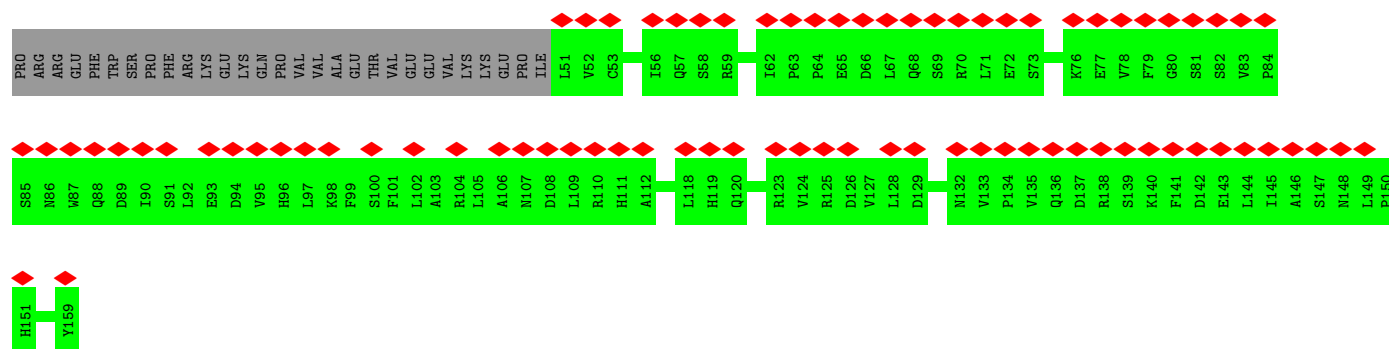 PRO ARG ARG GLU PHE TRP SER PRO PHE ARG LYS GLU LYS GLN PRO VAL VAL ALA GLU THR VAL GLU GLU VAL LYS LYS GLU PRO ILE L51 V52 C53 I56 Q57 S58 R59 I62 P63 P64 E65 D66 L67 Q68 S69 R70 L71 E72 S73 K76 E77 V78 F79 G80 S81 S82 V83 P84
S85 N86 W87 Q88 D89 I90 S91 L92 E93 D94 V95 H96 L97 K98 F99 S100 F101 L102 A103 R104 L105 A106 N107 D108 L109 R110 H111 A112 L118 H119 Q120 R123 V124 R125 D126 V127 L128 D129 N132 V133 P134 V135 Q136 D137 R138 S139 K140 F141 D142 E143 L144 I145 A146 S147 N148 L149 P150
H151 Y159